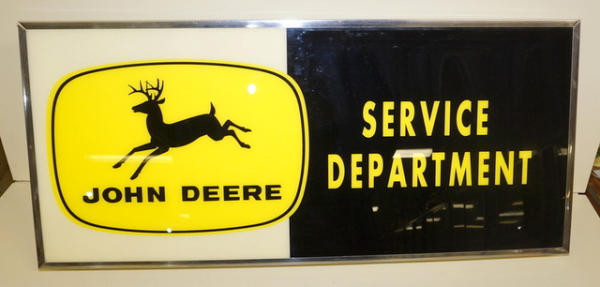 JOHN DEERE
SERVICE
DEPARTMENT